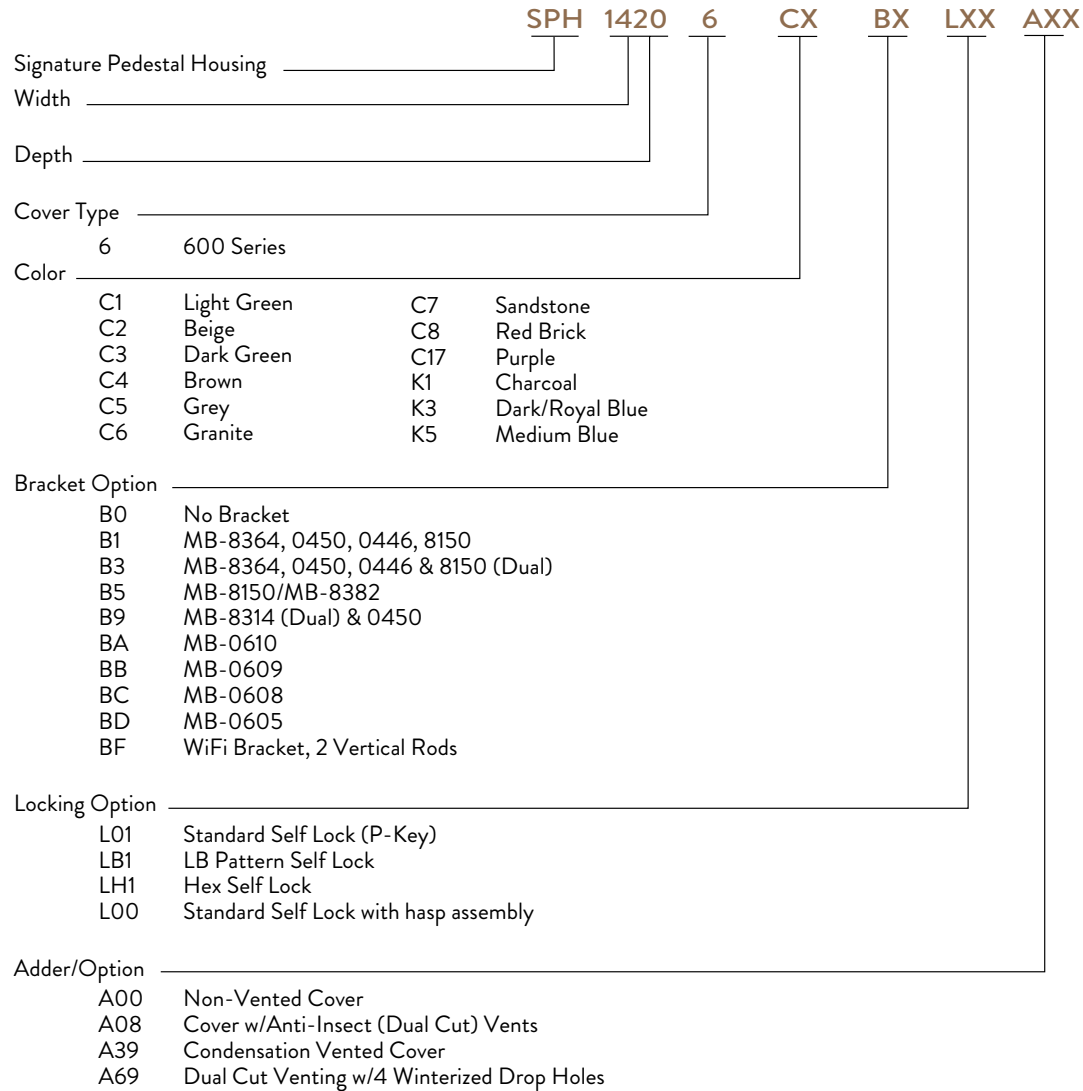 SPH 1420 6 CX BX LXX AXX
Signature Pedestal Housing
Width
Depth
Cover Type
6 600 Series
Color
C1 Light Green C7 Sandstone
C2 Beige C8 Red Brick
C3 Dark Green C17 Purple
C4 Brown K1 Charcoal
C5 Grey K3 Dark/Royal Blue
C6 Granite K5 Medium Blue
Bracket Option
B0 No Bracket
B1 MB-8364, 0450, 0446, 8150
B3 MB-8364, 0450, 0446 & 8150 (Dual)
B5 MB-8150/MB-8382
B9 MB-8314 (Dual) & 0450
BA MB-0610
BB MB-0609
BC MB-0608
BD MB-0605
BF WiFi Bracket, 2 Vertical Rods
Locking Option
L01 Standard Self Lock (P-Key)
LB1 LB Pattern Self Lock
LH1 Hex Self Lock
L00 Standard Self Lock with hasp assembly
Adder/Option
A00 Non-Vented Cover
A08 Cover w/Anti-Insect (Dual Cut) Vents
A39 Condensation Vented Cover
A69 Dual Cut Venting w/4 Winterized Drop Holes